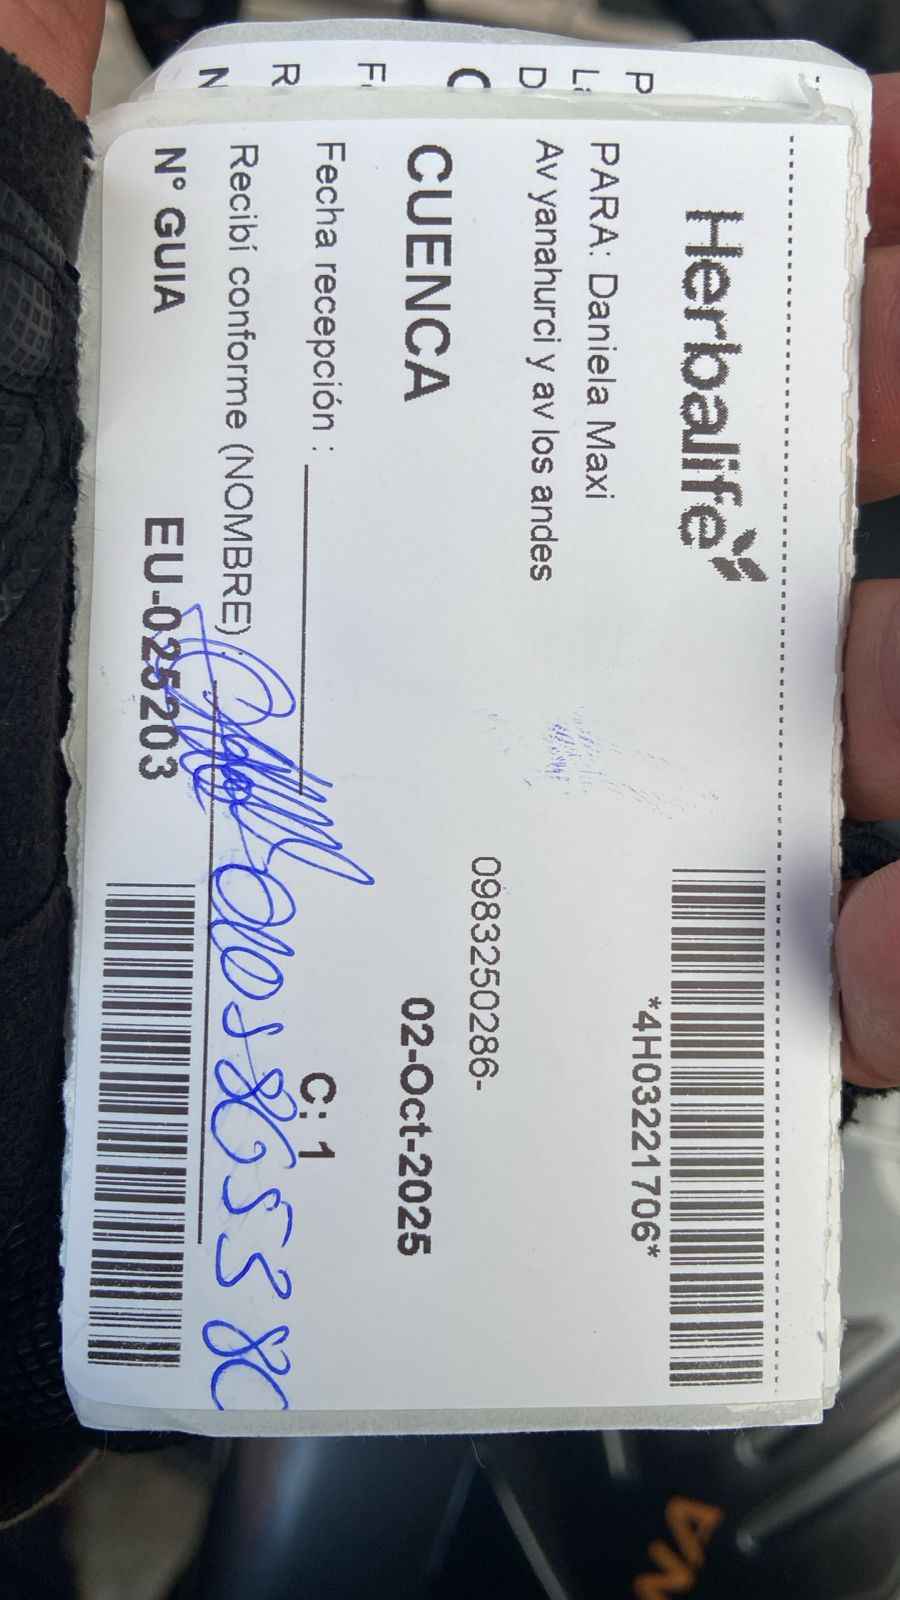 Herbalife
*4H03221706*
PARA: Daniela Maxi
Av yanahurci y av los andes
0983250286-
CUENCA
02-Oct-2025
Fecha recepción :
C: 1
Recibí conforme (NOMBRE) :
N° GUIA
EU-025203